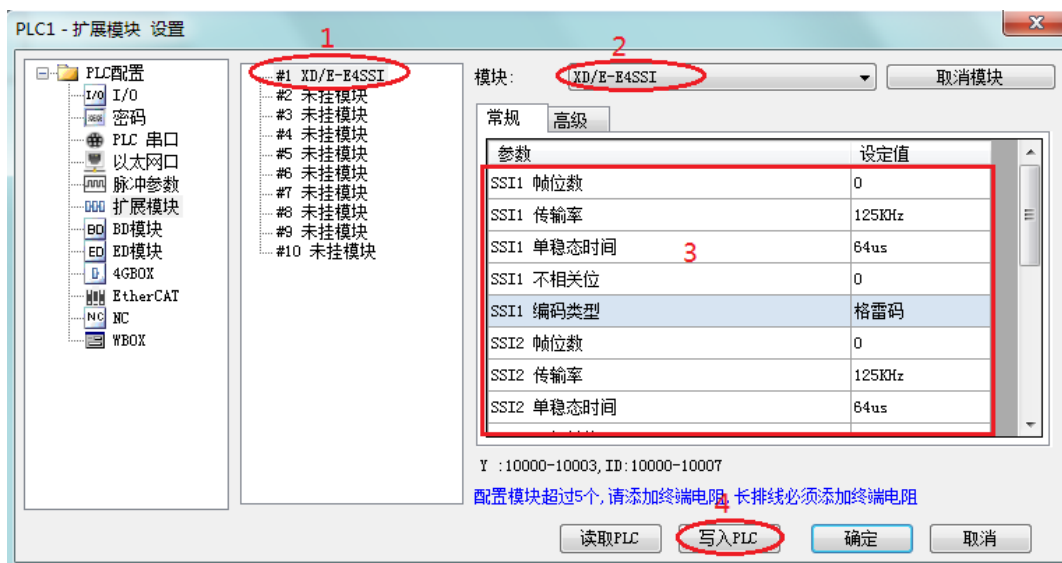 PLC1 - 扩展模块 设置
1
2
PLC配置
I/O I/O
密码
PLC 串口
以太网口
脉冲参数
扩展模块
BD BD模块
ED ED模块
4GBOX
EtherCAT
NC NC
WBOX
#1 XD/E-E4SSI
#2 未挂模块
#3 未挂模块
#4 未挂模块
#5 未挂模块
#6 未挂模块
#7 未挂模块
#8 未挂模块
#9 未挂模块
#10 未挂模块
模块: XD/E-E4SSI 取消模块
常规 高级
参数 设定值
SSI1 帧位数 0
SSI1 传输率 125KHz
SSI1 单稳态时间 64us
3
SSI1 不相关位 0
SSI1 编码类型 格雷码
SSI2 帧位数 0
SSI2 传输率 125KHz
SSI2 单稳态时间 64us
Y :10000-10003,ID:10000-10007
配置模块超过5个,请添加终端电阻,长排线必须添加终端电阻
4
读取PLC 写入PLC 确定 取消